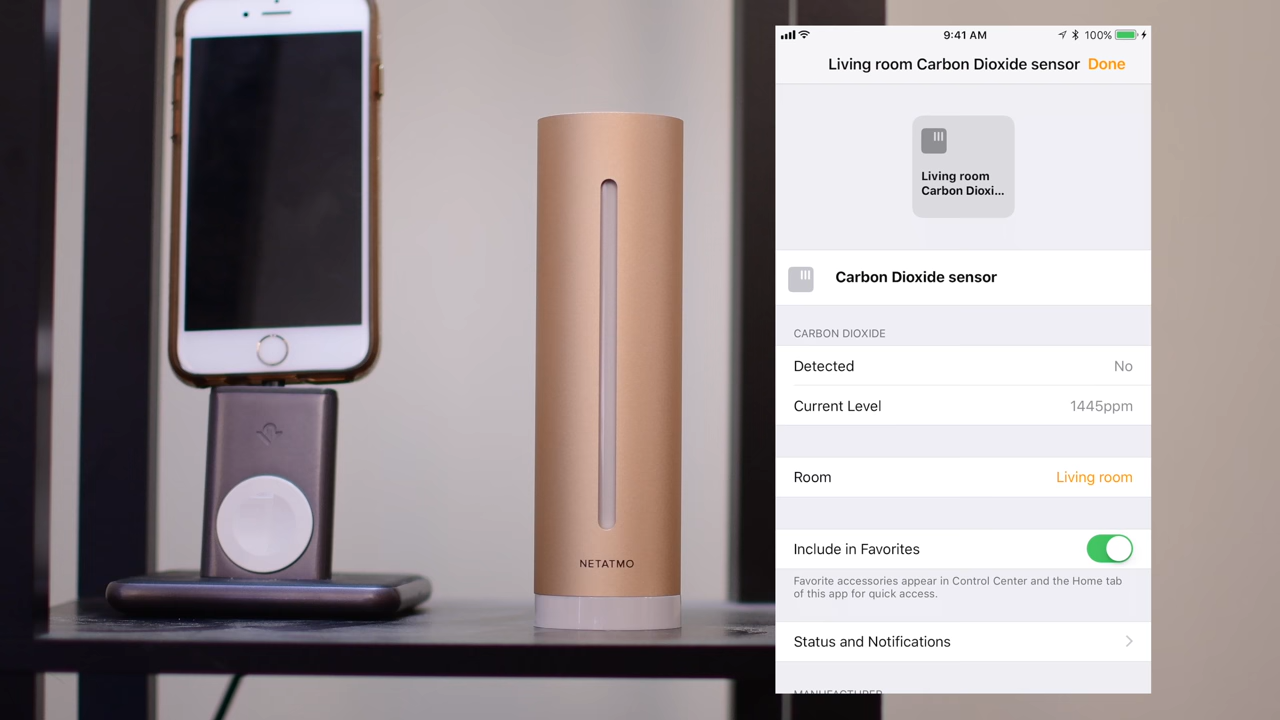 NETATMO
9:41 AM
100%
Living room Carbon Dioxide sensor Done
Living room
Carbon Dioxi...
Carbon Dioxide sensor
CARBON DIOXIDE
Detected No
Current Level 1445ppm
Room Living room
Include in Favorites
Favorite accessories appear in Control Center and the Home tab
of this app for quick access.
Status and Notifications
MANUFACTURER